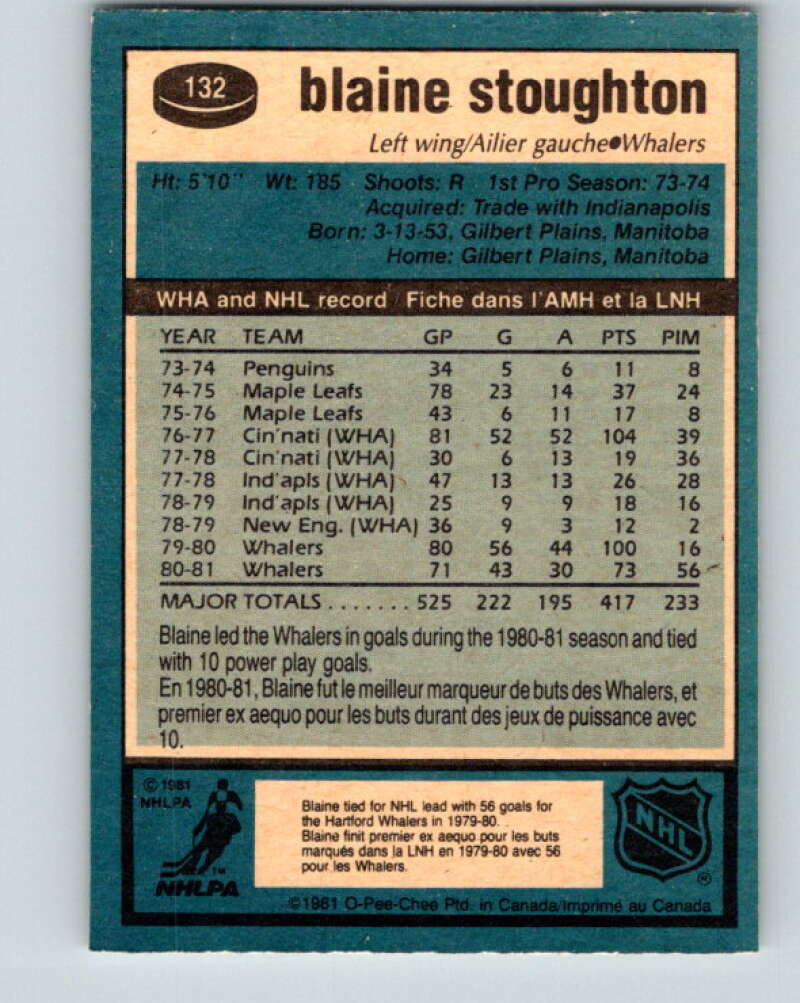 132
blaine stoughton
Left wing/Ailier gauche●Whalers
Ht: 5'10" Wt: 185 Shoots: R 1st Pro Season: 73-74
Acquired: Trade with Indianapolis
Born: 3-13-53, Gilbert Plains, Manitoba
Home: Gilbert Plains, Manitoba
WHA and NHL record Fiche dans l'AMH et la LNH
YEAR TEAM GP G A PTS PIM
73-74 Penguins 34 5 6 11 8
74-75 Maple Leafs 78 23 14 37 24
75-76 Maple Leafs 43 6 11 17 8
76-77 Cin'nati (WHA) 81 52 52 104 39
77-78 Cin'nati (WHA) 30 6 13 19 36
77-78 Ind'apls (WHA) 47 13 13 26 28
78-79 Ind'apls (WHA) 25 9 9 18 16
78-79 New Eng. (WHA) 36 9 3 12 2
79-80 Whalers 80 56 44 100 16
80-81 Whalers 71 43 30 73 56
MAJOR TOTALS....... 525 222 195 417 233
Blaine led the Whalers in goals during the 1980-81 season and tied
with 10 power play goals.
En 1980-81, Blaine fut le meilleur marqueur de buts des Whalers, et
premier ex aequo pour les buts durant des jeux de puissance avec
10.
© 1981
NHLPA
TM
NHLPA
Blaine tied for NHL lead with 56 goals for
the Hartford Whalers in 1979-80.
Blaine finit premier ex aequo pour les buts
marqués dans la LNH en 1979-80 avec 56
pour les Whalers.
NHL
®
©1981 O-Pee-Chee Ptd. in Canada/Imprimé au Canada